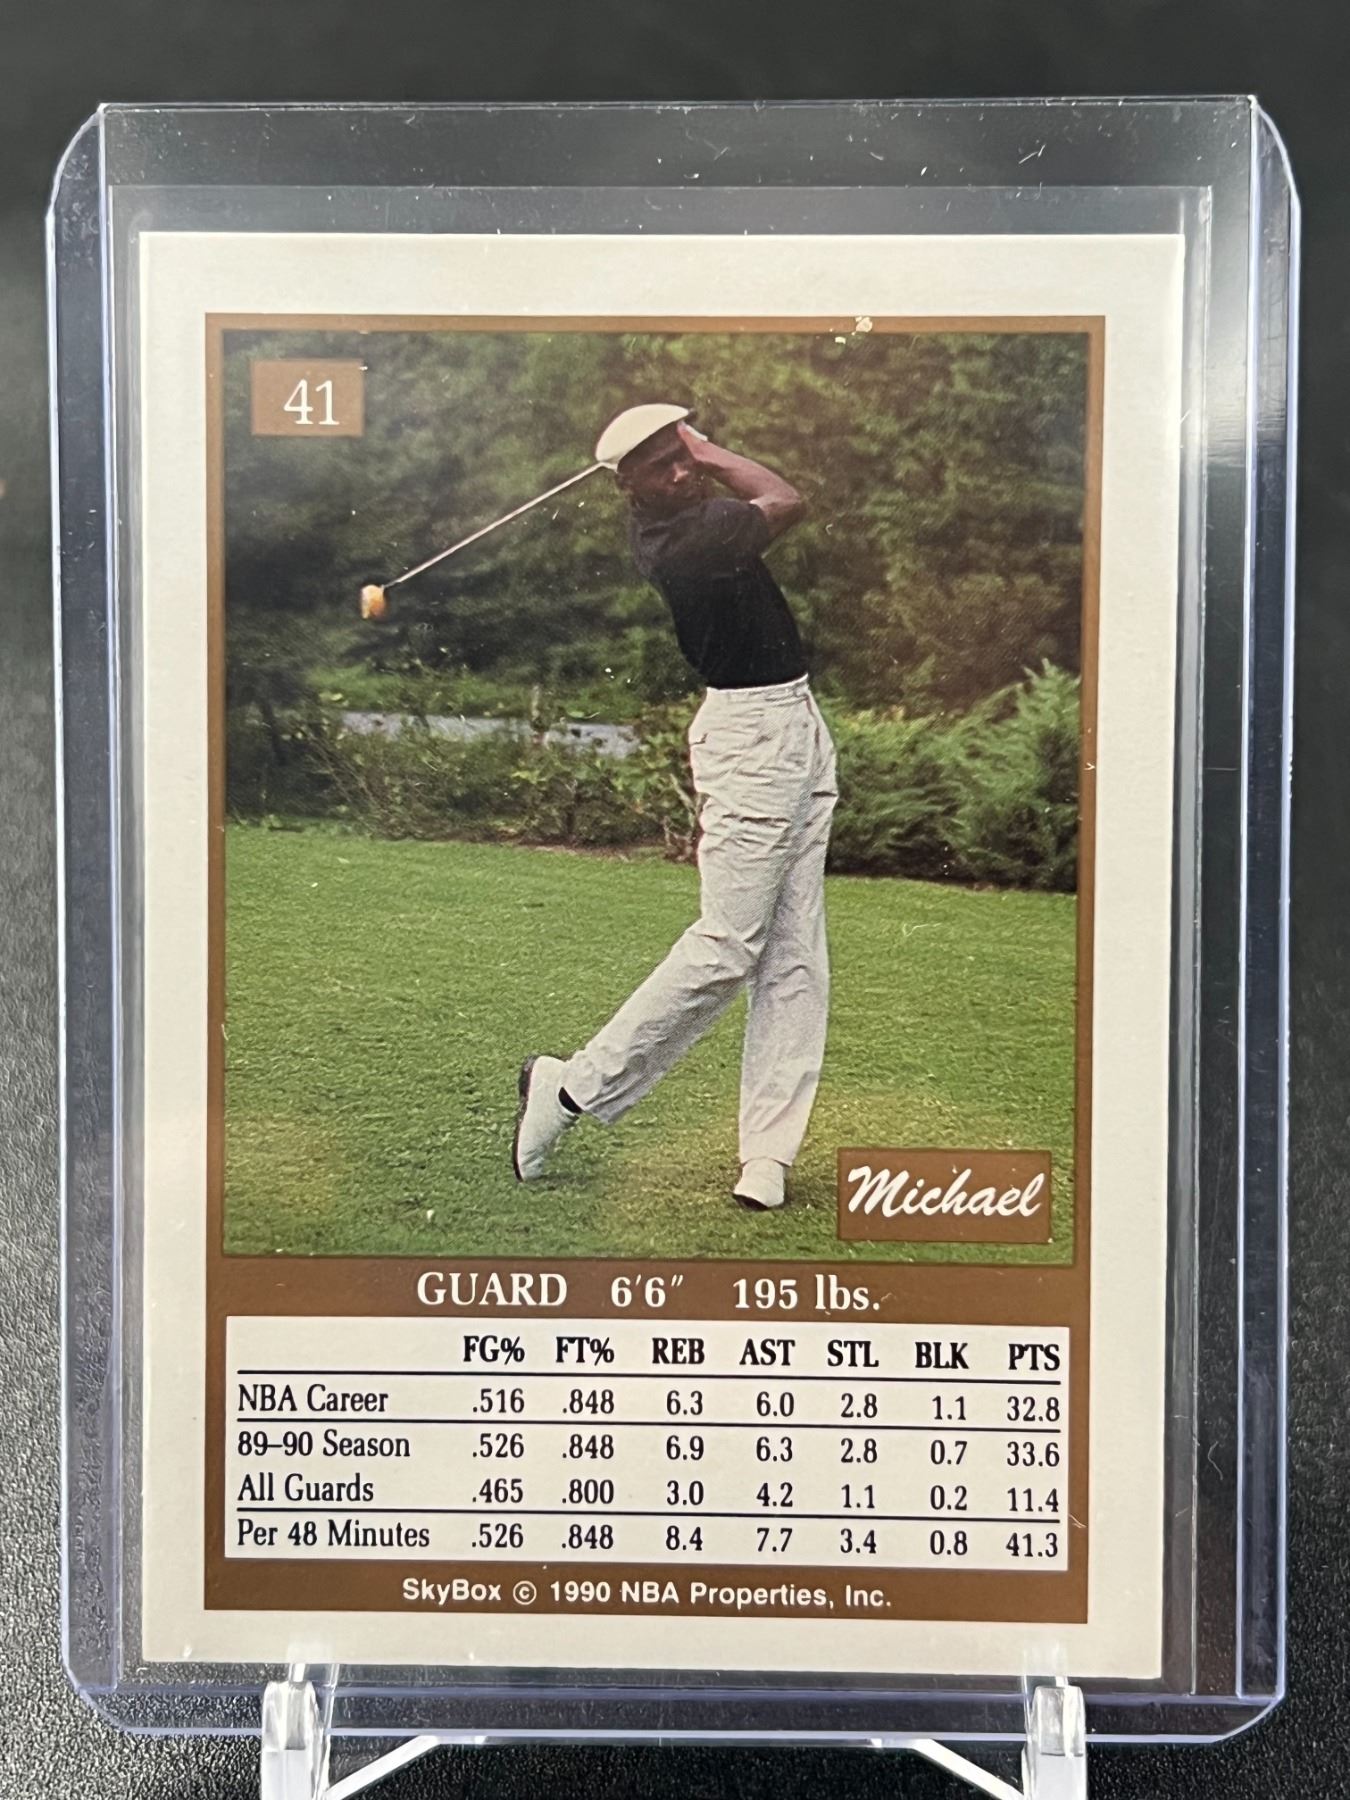 41
Michael
GUARD 6'6" 195 lbs.
FG% FT% REB AST STL BLK PTS
NBA Career .516 .848 6.3 6.0 2.8 1.1 32.8
89–90 Season .526 .848 6.9 6.3 2.8 0.7 33.6
All Guards .465 .800 3.0 4.2 1.1 0.2 11.4
Per 48 Minutes .526 .848 8.4 7.7 3.4 0.8 41.3
SkyBox © 1990 NBA Properties, Inc.